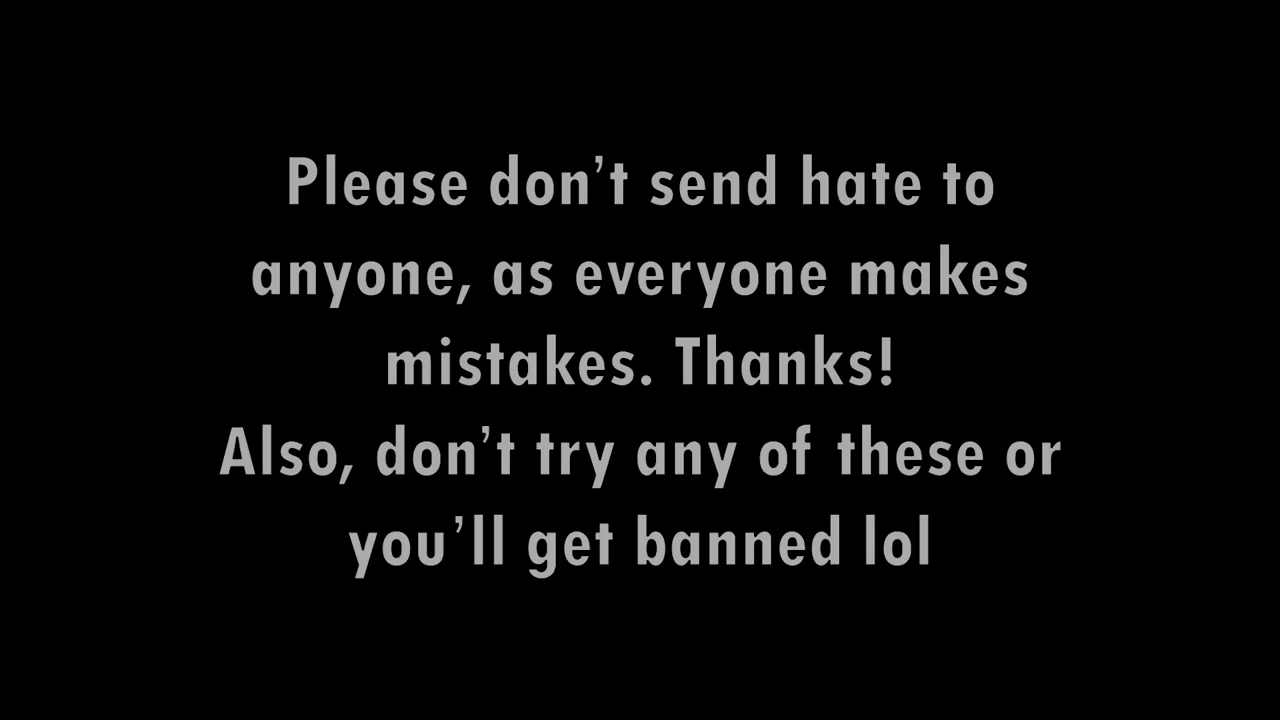 Please don’t send hate to
anyone, as everyone makes
mistakes. Thanks!
Also, don’t try any of these or
you’ll get banned lol